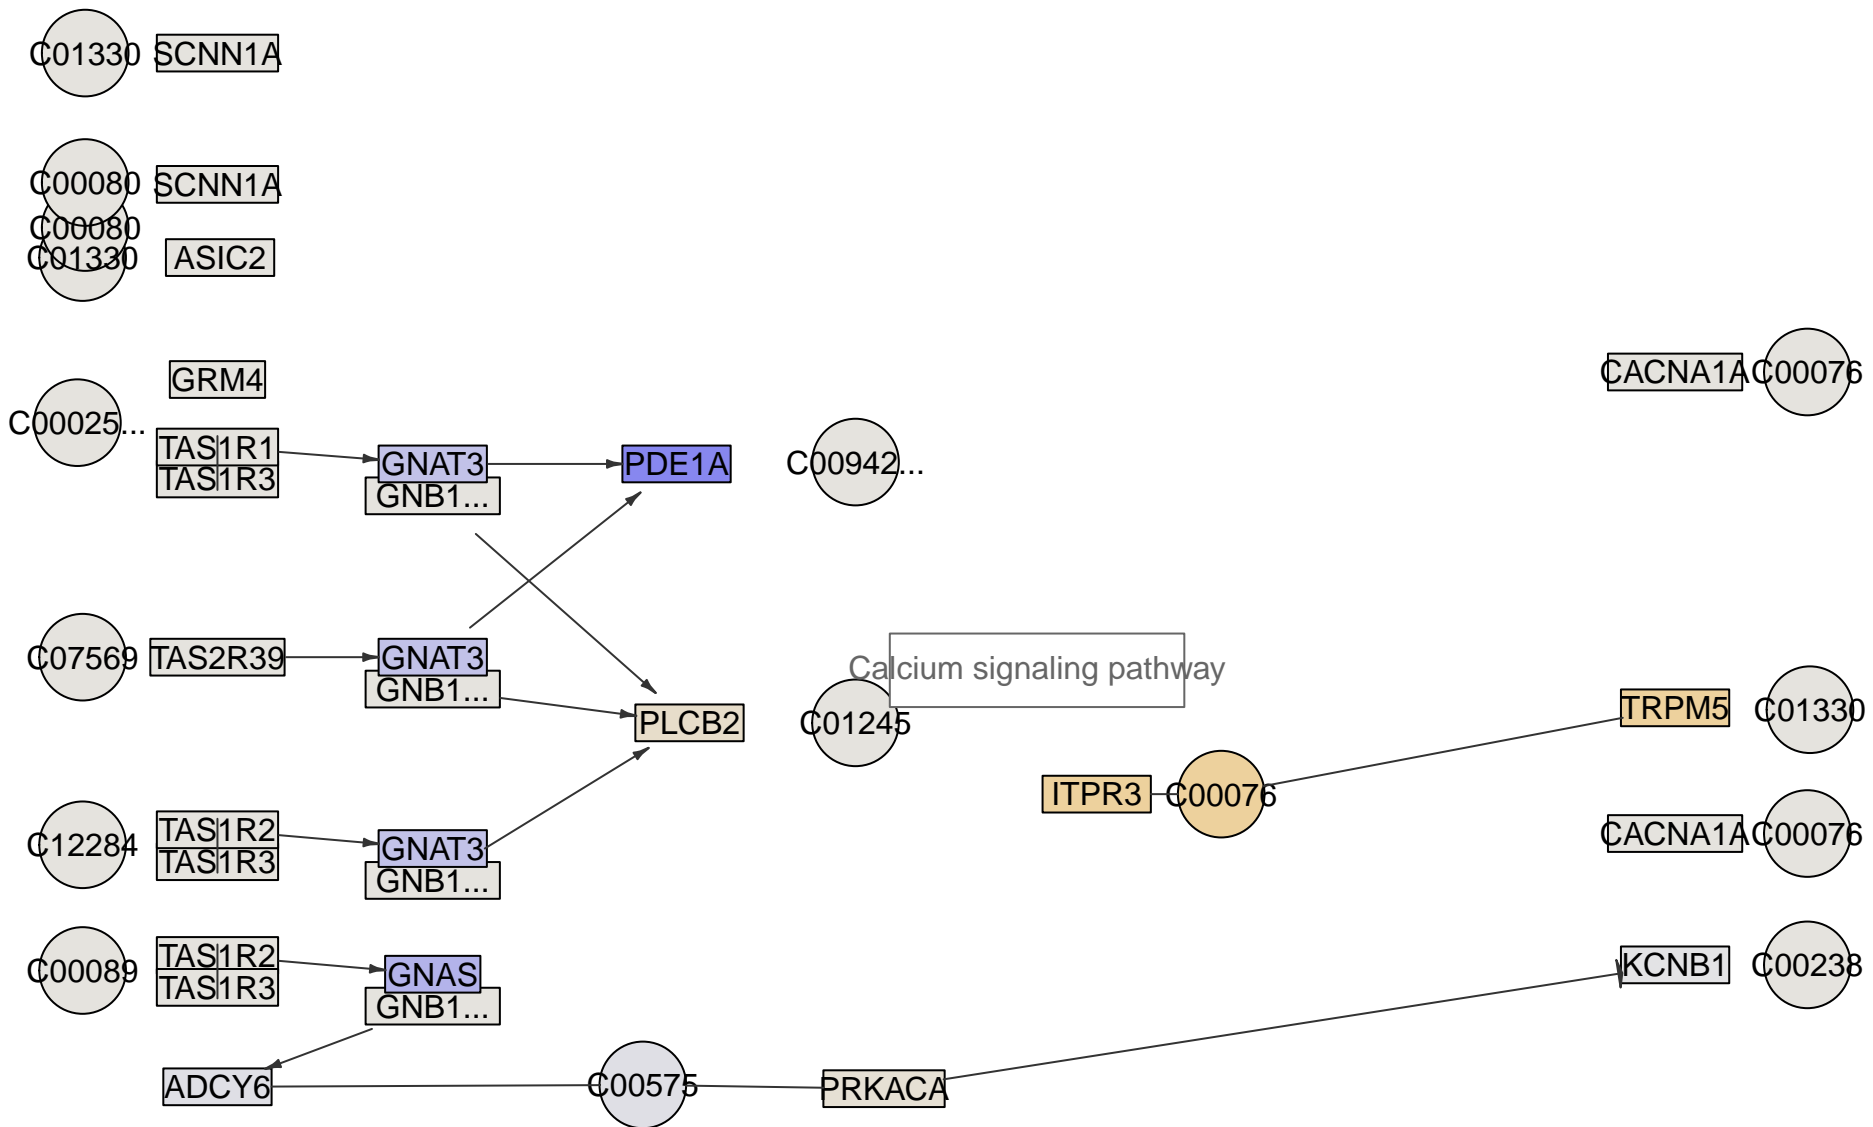 C01330 SCNN1A
C00080 SCNN1A
C00080
C01330 ASIC2
GRM4
CACNA1A C00076
C00025...
TAS1R1
GNAT3 PDE1A C00942...
TAS1R3
GNB1...
C07569 TAS2R39 GNAT3
Calcium signaling pathway
GNB1...
PLCB2 C01245
TRPM5 C01330
ITPR3 C00076
TAS1R2
CACNA1A C00076
C12284
GNAT3
TAS1R3
GNB1...
TAS1R2
C00089
GNAS
KCNB1 C00238
TAS1R3
GNB1...
ADCY6 C00575 PRKACA